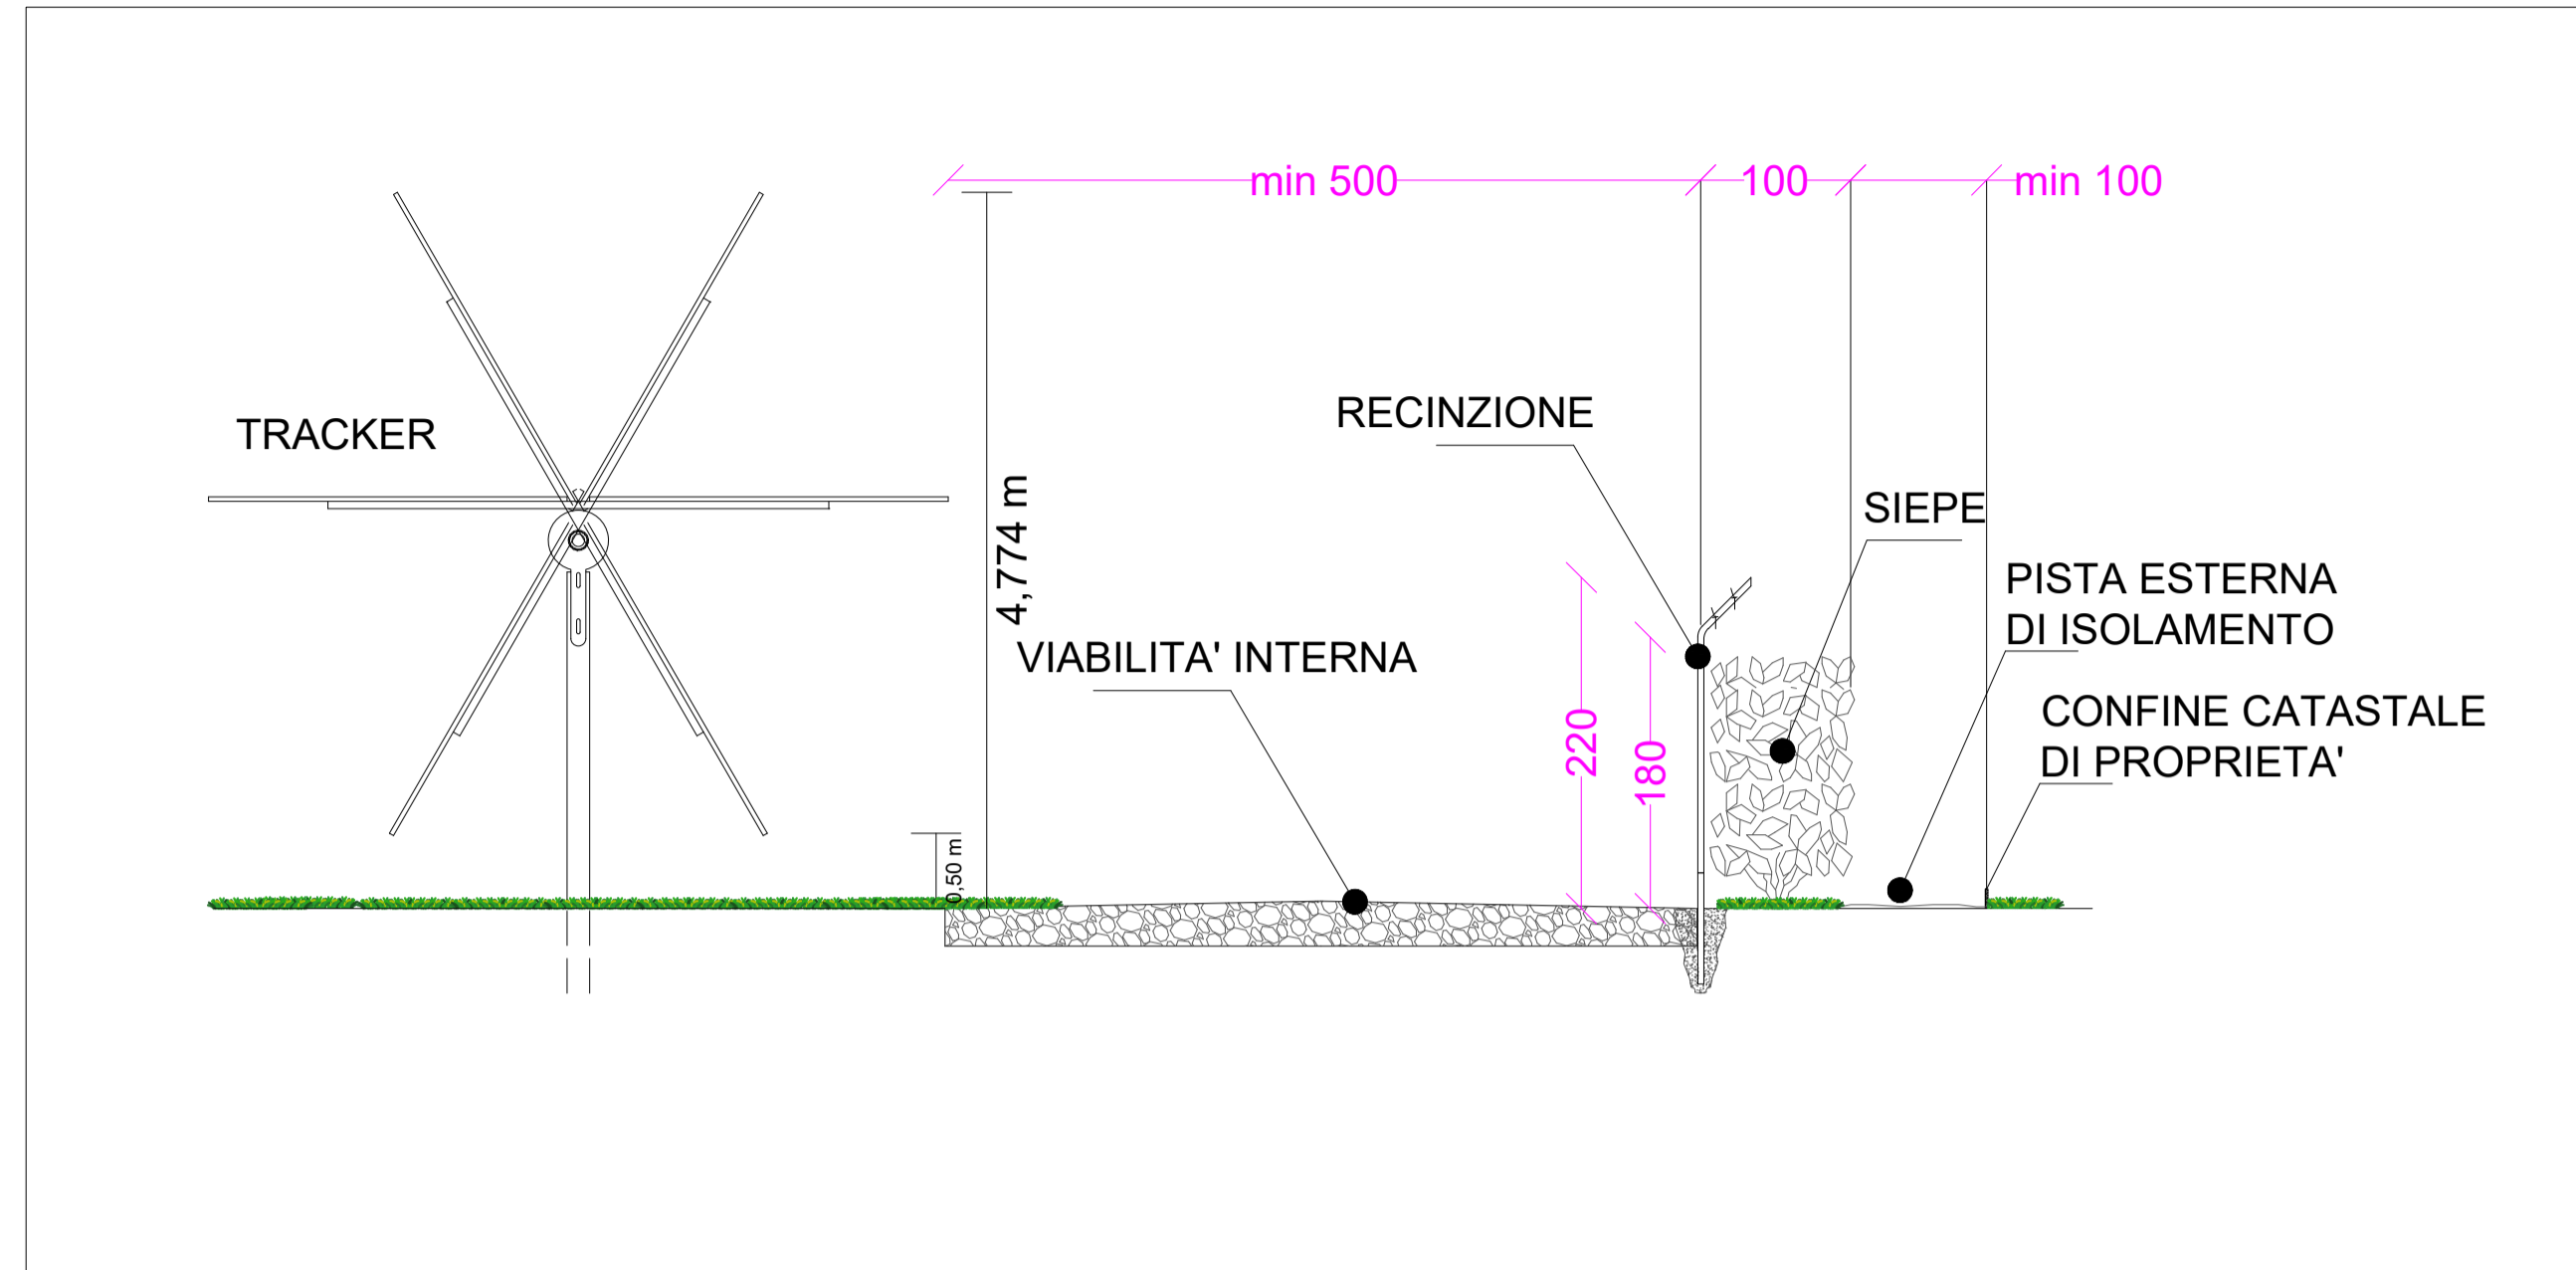 min 500
100
min 100
TRACKER
RECINZIONE
4,774 m
SIEPE
PISTA ESTERNA
DI ISOLAMENTO
VIABILITA' INTERNA
CONFINE CATASTALE
DI PROPRIETA'
220
180
0,50 m